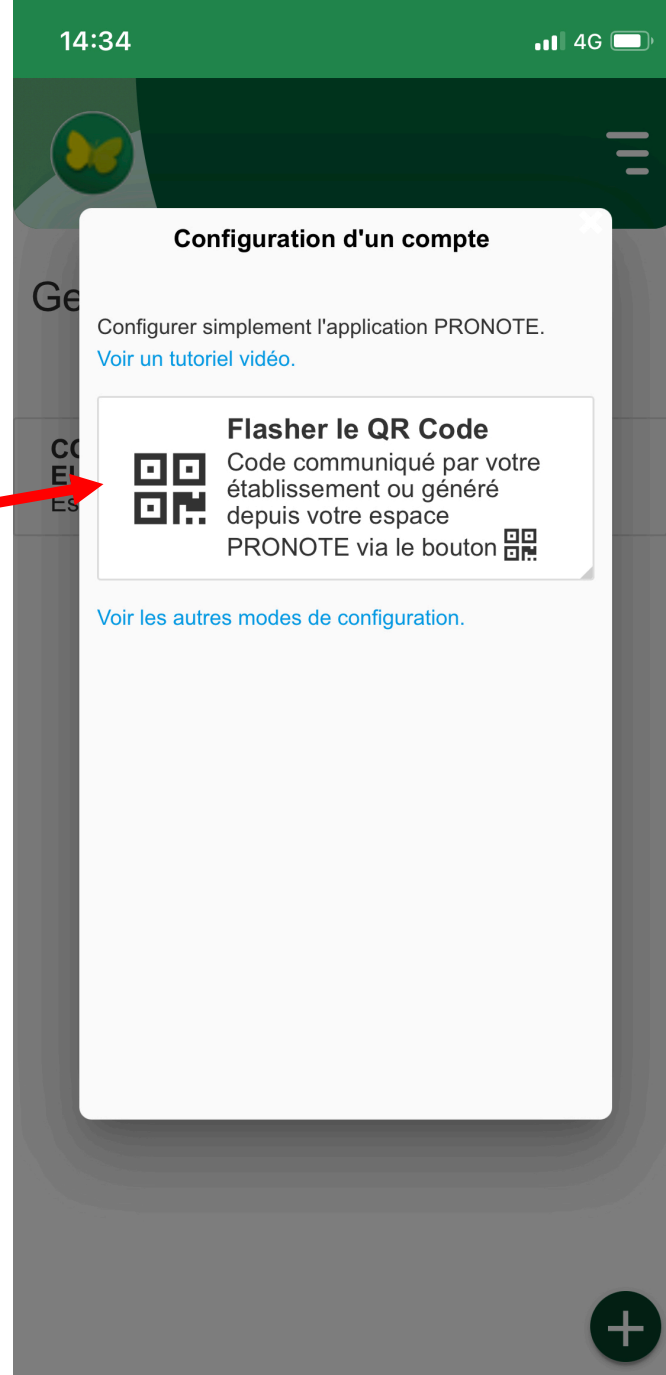 14:34
4G
Configuration d'un compte
Ge
Configurer simplement l'application PRONOTE.
Voir un tutoriel vidéo.
Flasher le QR Code
Code communiqué par votre
établissement ou généré
depuis votre espace
PRONOTE via le bouton
Es
Voir les autres modes de configuration.